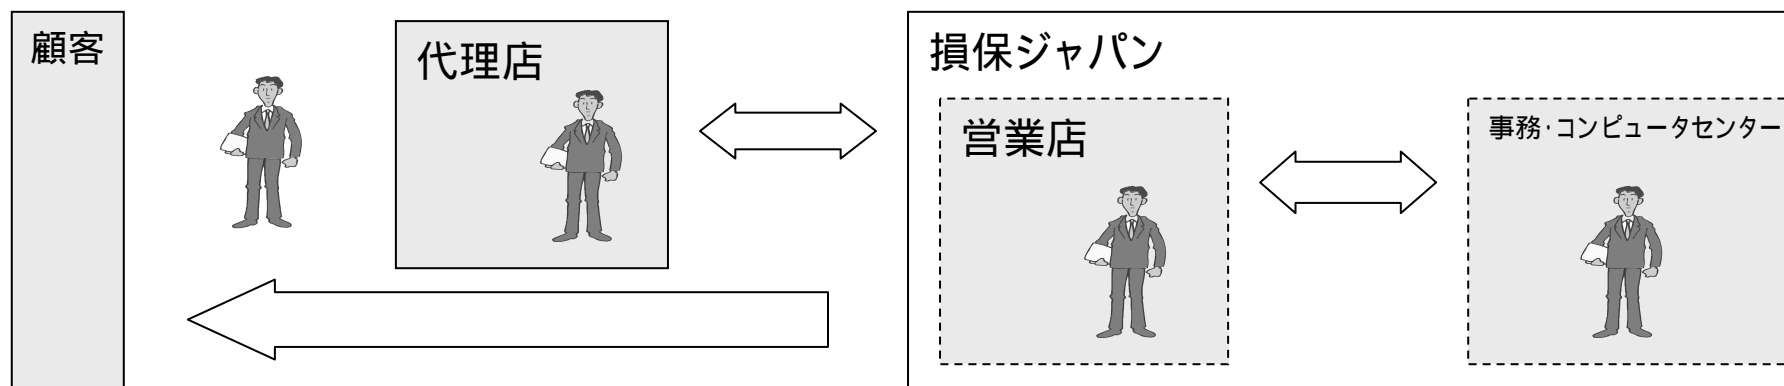 顧客
代理店
損保ジャパン
営業店
事務・コンピュータセンター